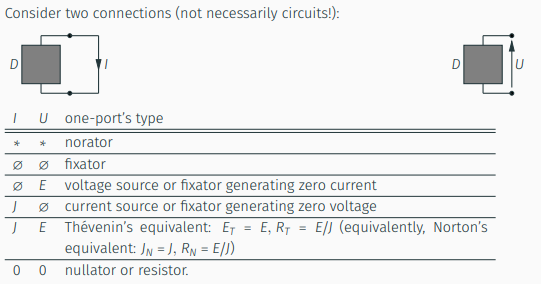 Consider two connections (not necessarily circuits!):
D I D U
I U one-port's type
* * norator
∅ ∅ fixator
∅ E voltage source or fixator generating zero current
J ∅ current source or fixator generating zero voltage
J E Thévenin's equivalent: E_T = E, R_T = E/J (equivalently, Norton's
equivalent: J_N = J, R_N = E/J)
0 0 nullator or resistor.